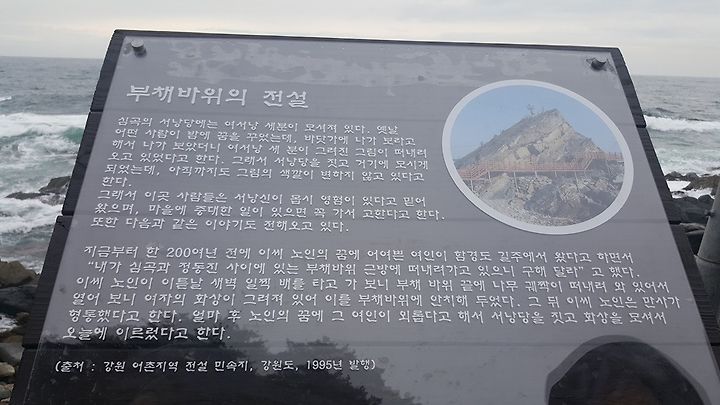 부채바위의 전설
심곡의 서낭당에는 여서낭 세분이 모셔져 있다. 옛날
어떤 사람이 밤에 꿈을 꾸었는데, 바닷가에 나가 보라고
해서 나가 보았더니 여서낭 세 분이 그려진 그림이 떠내려
오고 있었다고 한다. 그래서 서낭당을 짓고 거기에 모시게
되었는데, 아직까지도 그림의 색깔이 변하지 않고 있다고
한다.
그래서 이곳 사람들은 서낭신이 몹시 영험이 있다고 믿어
왔으며, 마을에 중대한 일이 있으면 꼭 가서 고한다고 한다.
또한 다음과 같은 이야기도 전해오고 있다.
지금부터 한 200여년 전에 이씨 노인의 꿈에 어여쁜 여인이 함경도 길주에서 왔다고 하면서
"내가 심곡과 정동진 사이에 있는 부채바위 근방에 떠내려가고 있으니 구해 달라"고 했다.
이씨 노인이 이튿날 새벽 일찍 배를 타고 가 보니 부채 바위 끝에 나무 궤짝이 떠내려 와 있어서
열어 보니 여자의 화상이 그려져 있어 이를 부채바위에 안치해 두었다. 그 뒤 이씨 노인은 만사가
형통했다고 한다. 얼마 후 노인의 꿈에 그 여인이 외롭다고 해서 서낭당을 짓고 화상을 모셔서
오늘에 이르렀다고 한다.
(출처 : 강원 어촌지역 전설 민속지, 강원도, 1995년 발행)